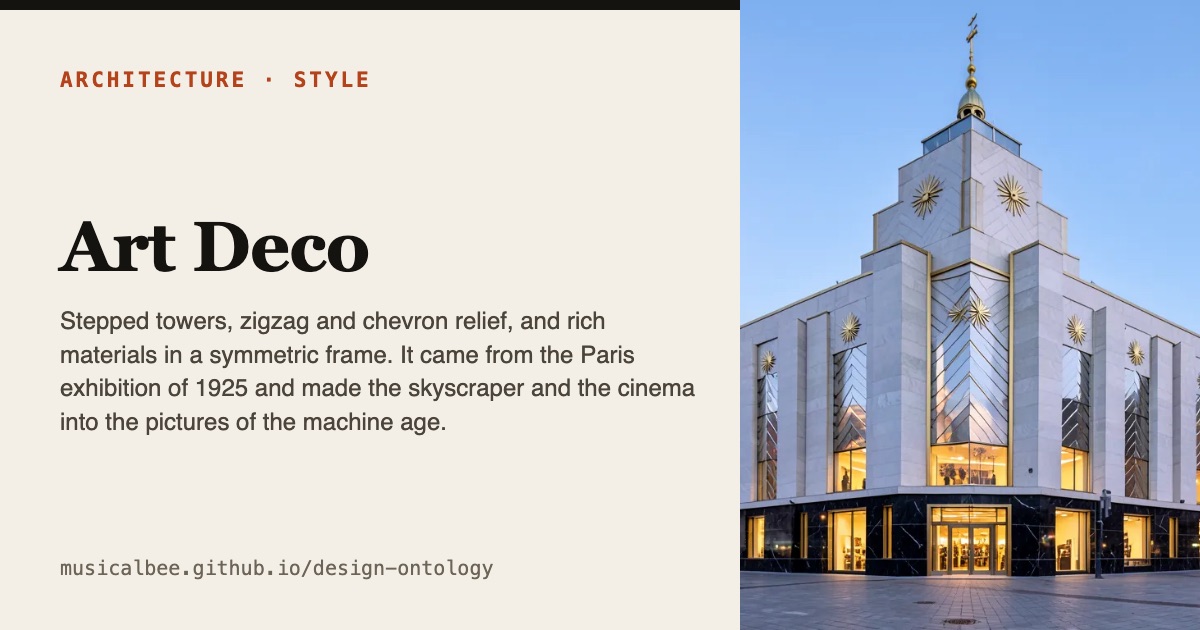 ARCHITECTURE · STYLE
Art Deco
Stepped towers, zigzag and chevron relief, and rich
materials in a symmetric frame. It came from the Paris
exhibition of 1925 and made the skyscraper and the cinema
into the pictures of the machine age.
musicalbee.github.io/design-ontology